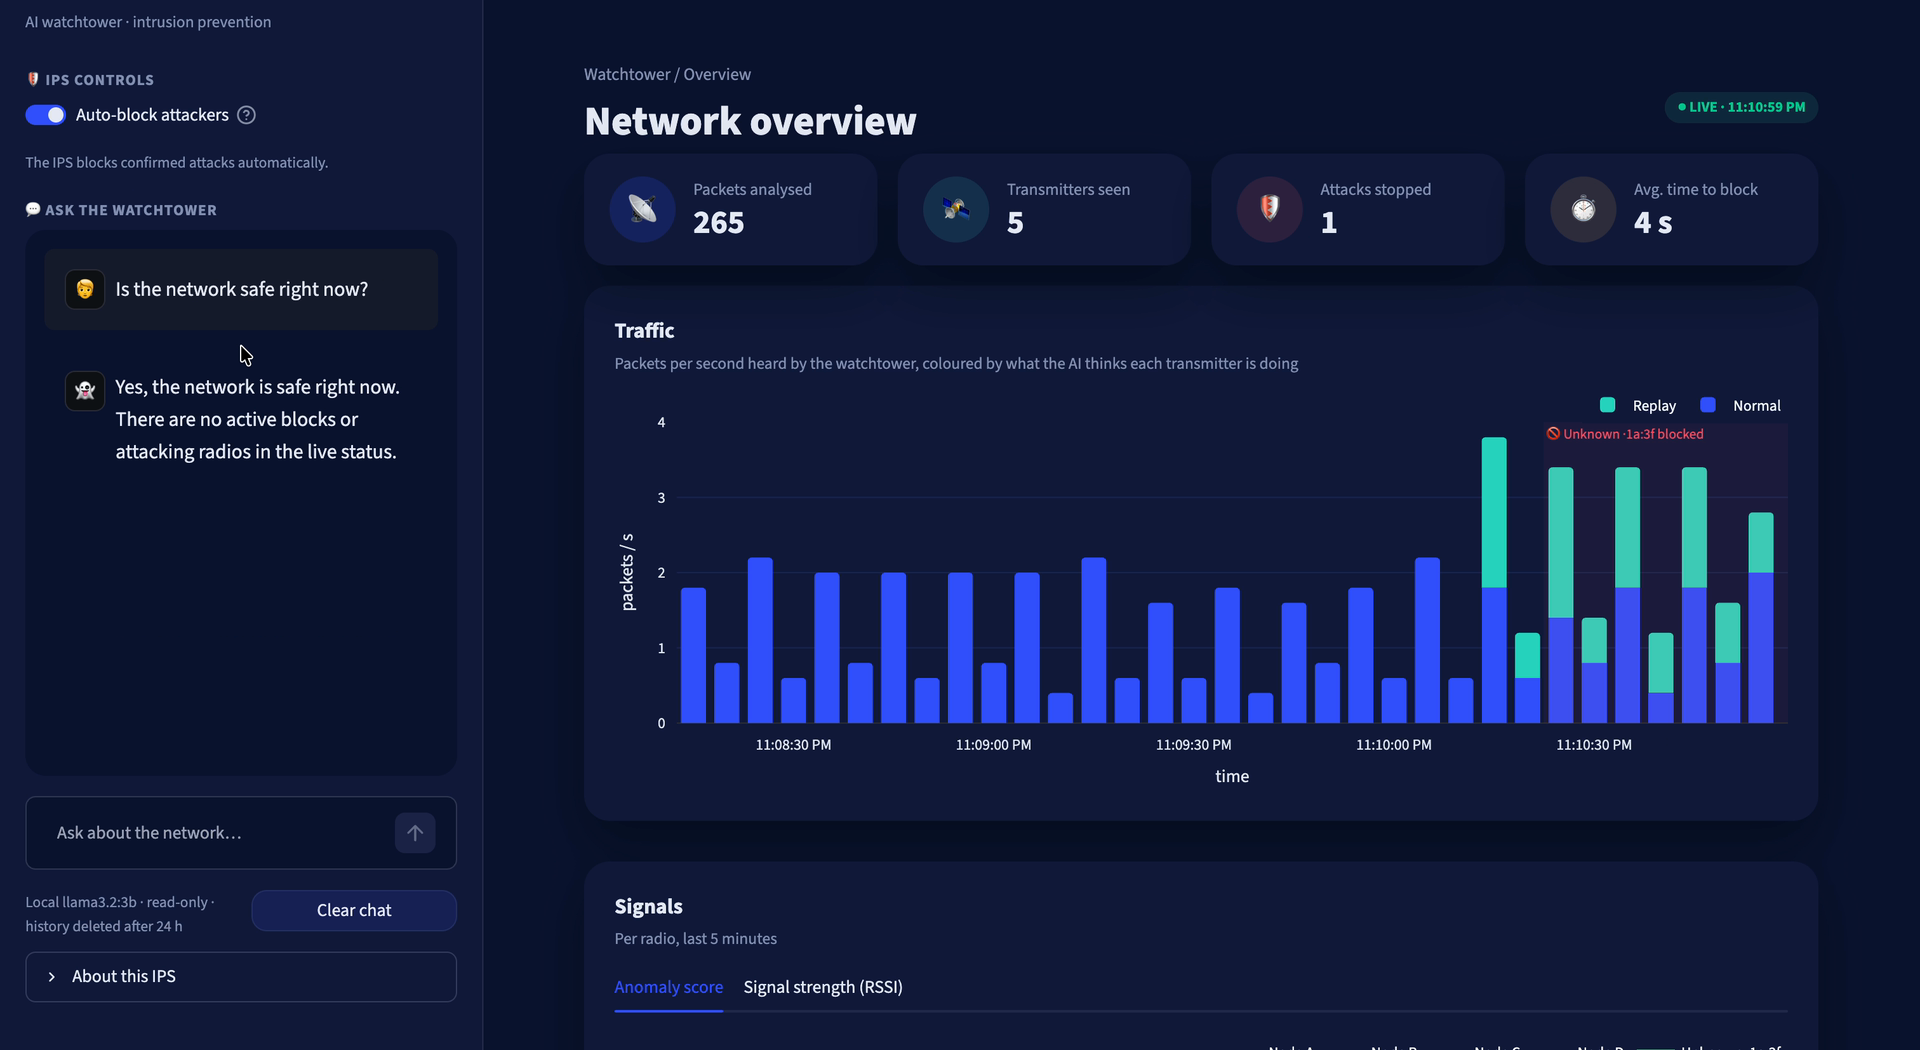 AI watchtower · intrusion prevention
IPS CONTROLS
Auto-block attackers
?
The IPS blocks confirmed attacks automatically.
ASK THE WATCHTOWER
Is the network safe right now?
Yes, the network is safe right now.
There are no active blocks or
attacking radios in the live status.
Ask about the network…
Local llama3.2:3b · read-only ·
history deleted after 24 h
Clear chat
About this IPS
Watchtower / Overview
Network overview
LIVE · 11:10:59 PM
Packets analysed
265
Transmitters seen
5
Attacks stopped
1
Avg. time to block
4 s
Traffic
Packets per second heard by the watchtower, coloured by what the AI thinks each transmitter is doing
Replay
Normal
Unknown ·1a:3f blocked
packets / s
4
3
2
1
0
11:08:30 PM
11:09:00 PM
11:09:30 PM
11:10:00 PM
11:10:30 PM
time
Signals
Per radio, last 5 minutes
Anomaly score
Signal strength (RSSI)